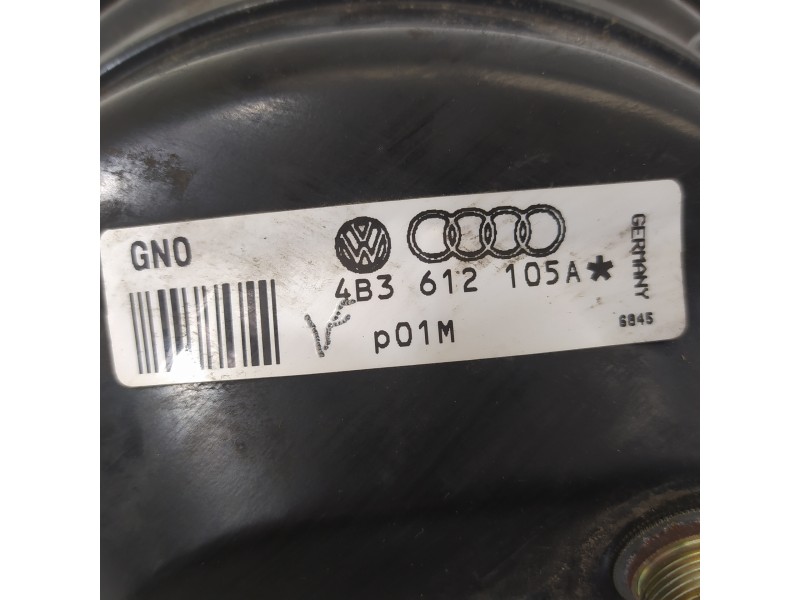 GNO
4B3 612 105A*
p01M
GERMANY
6845